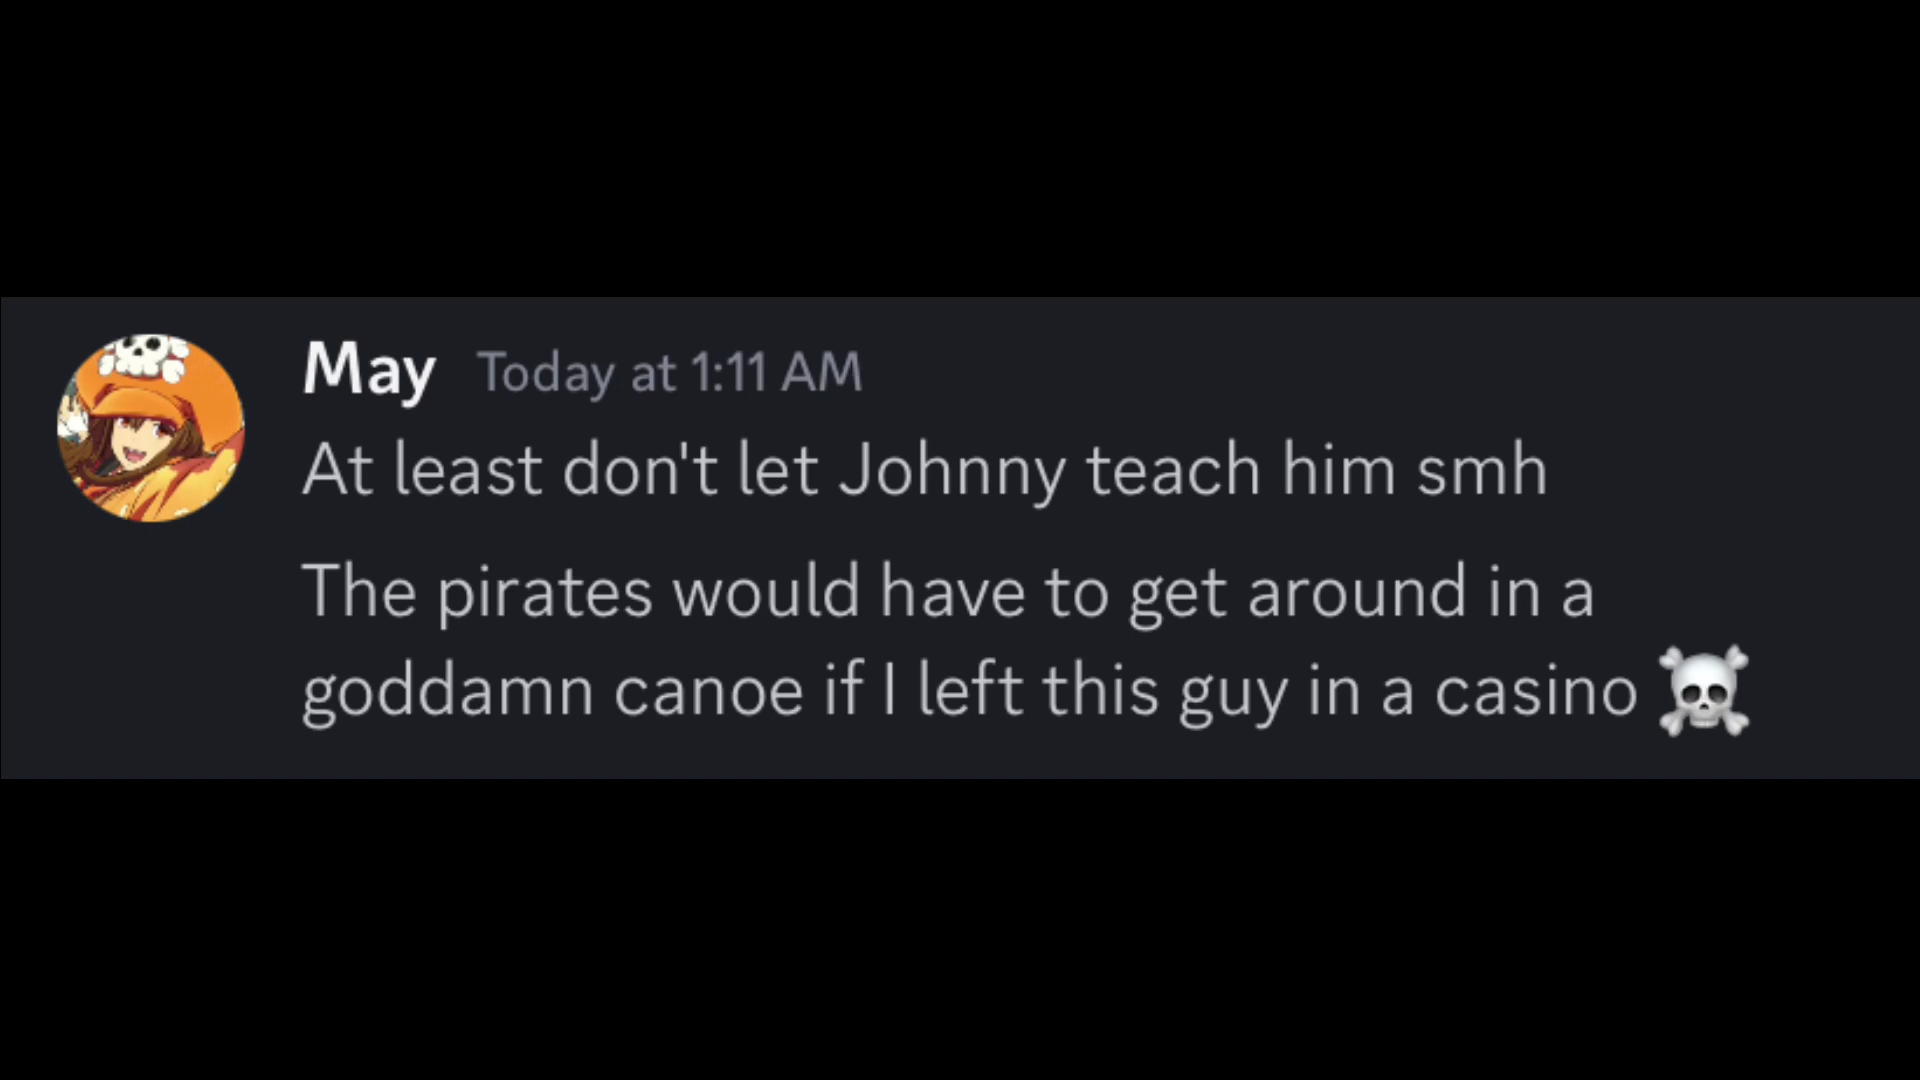 May Today at 1:11 AM
At least don't let Johnny teach him smh
The pirates would have to get around in a
goddamn canoe if I left this guy in a casino ☠️